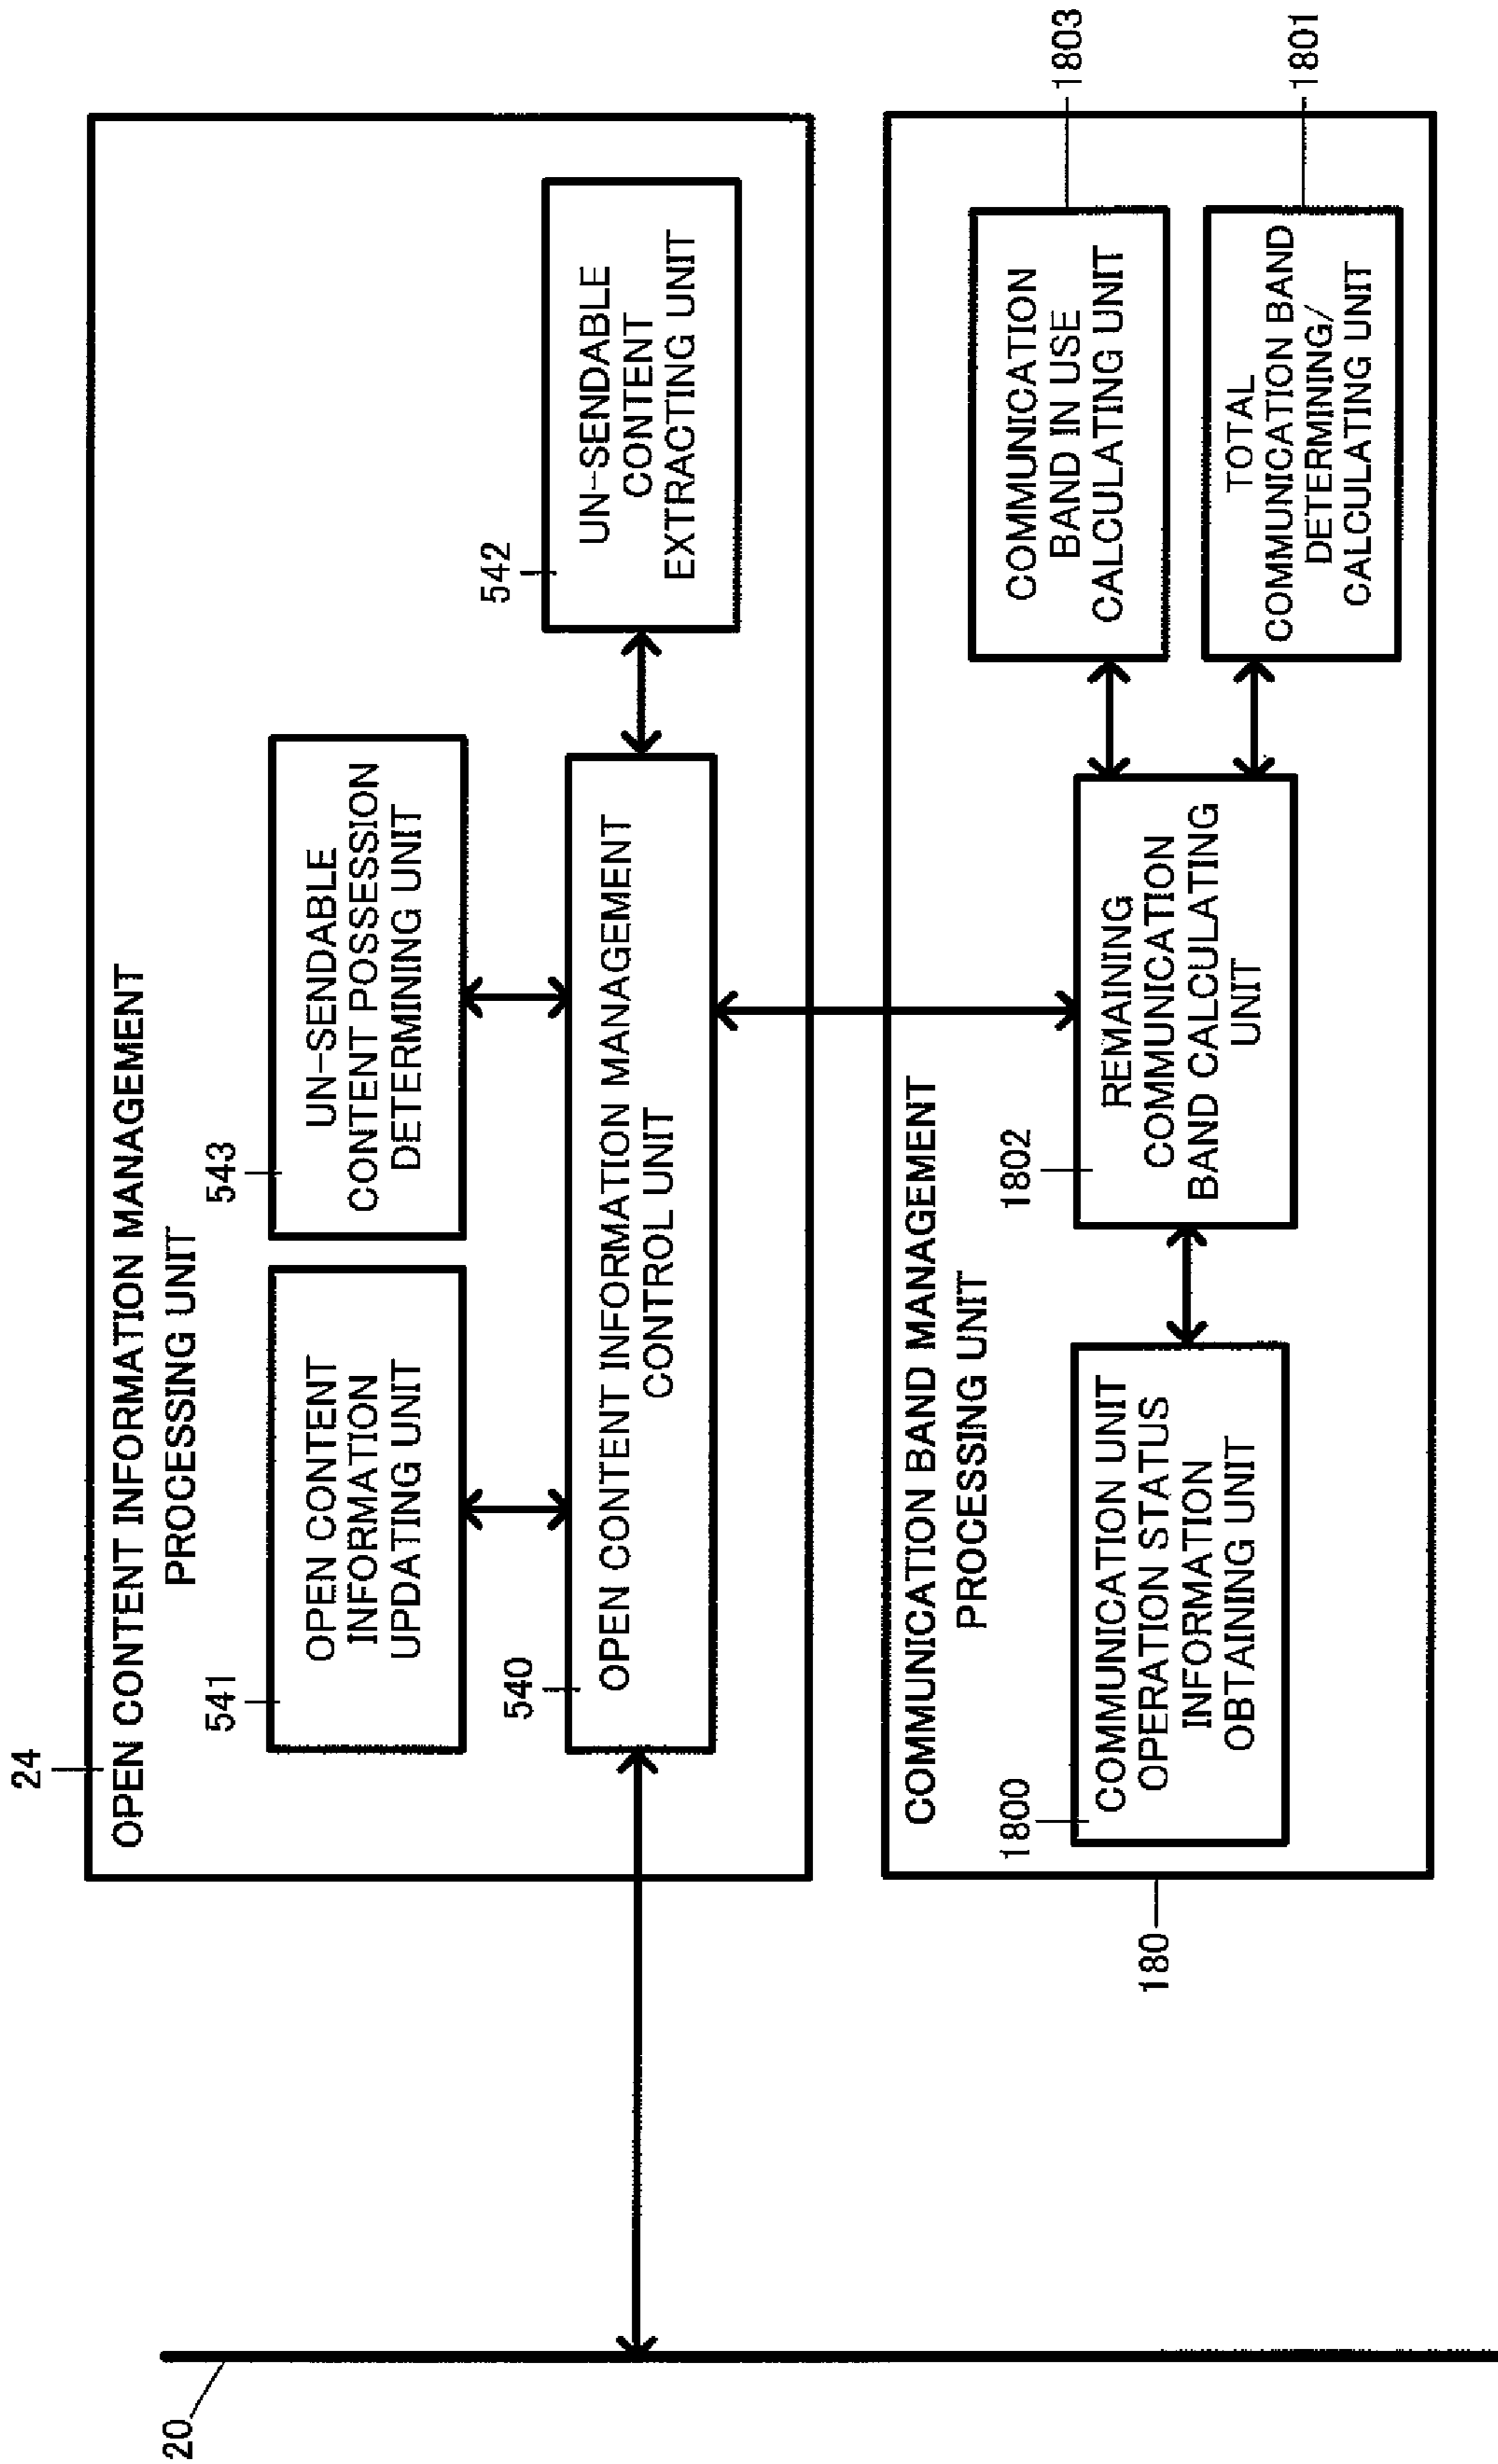 24
OPEN CONTENT INFORMATION MANAGEMENT
PROCESSING UNIT
541
OPEN CONTENT
INFORMATION
UPDATING UNIT
543
UN-SENDABLE
CONTENT POSSESSION
DETERMINING UNIT
540
OPEN CONTENT INFORMATION MANAGEMENT
CONTROL UNIT
542
UN-SENDABLE
CONTENT
EXTRACTING UNIT
COMMUNICATION BAND MANAGEMENT
PROCESSING UNIT
180
1800
COMMUNICATION UNIT
OPERATION STATUS
INFORMATION
OBTAINING UNIT
1802
REMAINING
COMMUNICATION
BAND CALCULATING
UNIT
COMMUNICATION
BAND IN USE
CALCULATING UNIT
1803
TOTAL
COMMUNICATION BAND
DETERMINING/
CALCULATING UNIT
1801
20